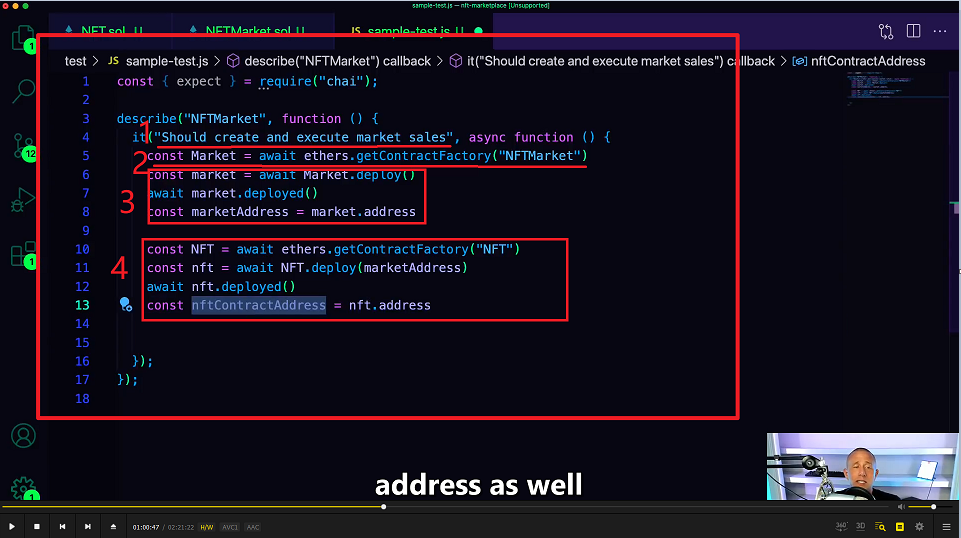 sample-test.js — nft-marketplace [Unsupported]
NFT.sol U NFTMarket.sol U JS sample-test.js U
test > JS sample-test.js > describe("NFTMarket") callback > it("Should create and execute market sales") callback > nftContractAddress
1 const { expect } = require("chai");
2
3 describe("NFTMarket", function () {
1
4 it("Should create and execute market sales", async function () {
2
5 const Market = await ethers.getContractFactory("NFTMarket")
6 const market = await Market.deploy()
3
7 await market.deployed()
8 const marketAddress = market.address
9
10 const NFT = await ethers.getContractFactory("NFT")
4
11 const nft = await NFT.deploy(marketAddress)
12 await nft.deployed()
13 const nftContractAddress = nft.address
14
15
16 });
17 });
18
1
12
1
1
address as well
01:00:47 / 02:21:22 H/W AVC1 AAC
360° 3D